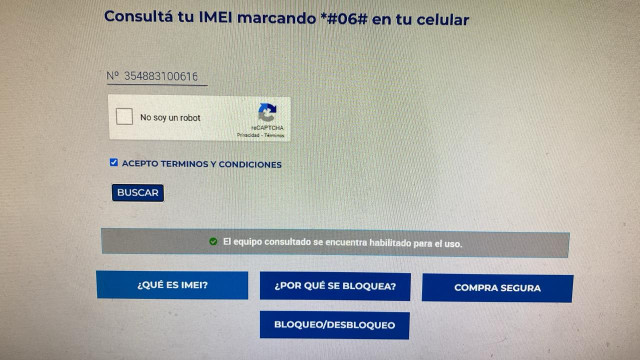 Consultá tu IMEI marcando *#06# en tu celular
Nº 354883100616
No soy un robot
reCAPTCHA
Privacidad - Términos
ACEPTO TERMINOS Y CONDICIONES
BUSCAR
El equipo consultado se encuentra habilitado para el uso.
¿QUÉ ES IMEI?
¿POR QUÉ SE BLOQUEA?
COMPRA SEGURA
BLOQUEO/DESBLOQUEO